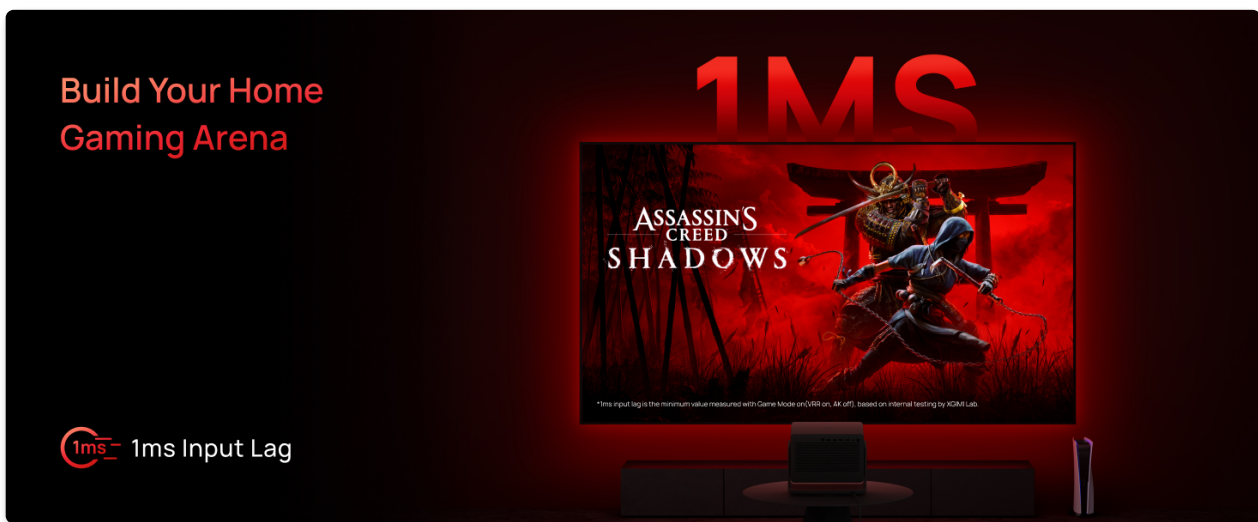 Build Your Home
Gaming Arena
1MS
ASSASSIN'S
CREED
SHADOWS
*1ms input lag is the minimum value measured with Game Mode on(VRR on, 4K off), based on internal testing by XGIMI Lab.
1ms
1ms Input Lag